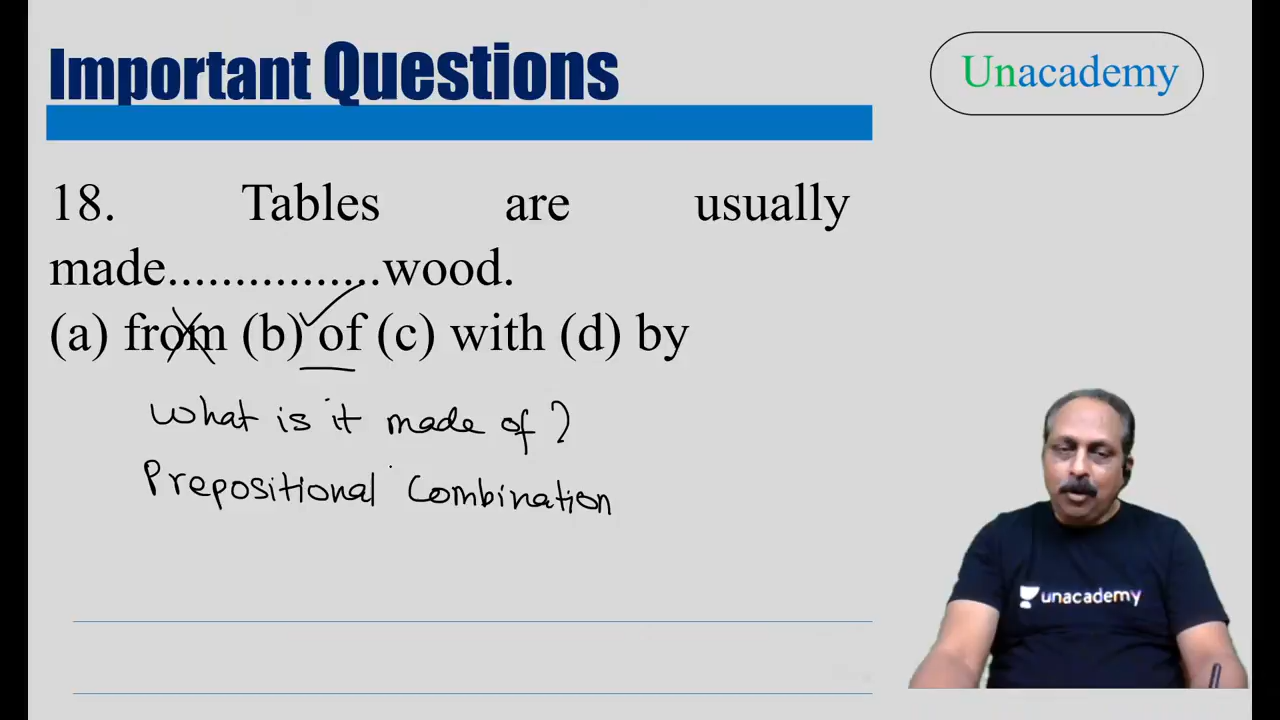 Important Questions
Unacademy
18. Tables are usually
made................wood.
(a) from (b) of (c) with (d) by
What is it made of ?
Prepositional Combination
unacademy